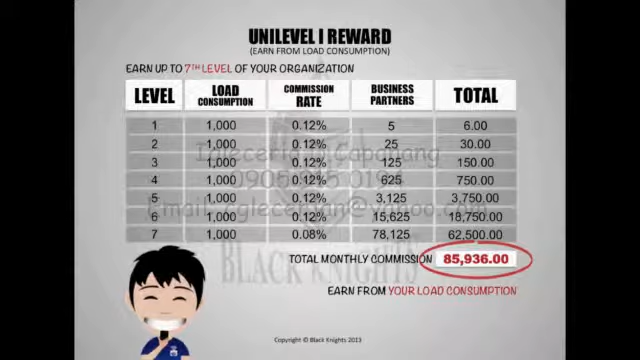 UNILEVEL I REWARD
(EARN FROM LOAD CONSUMPTION)
EARN UP TO 7TH LEVEL OF YOUR ORGANIZATION
LEVEL LOAD CONSUMPTION COMMISSION RATE BUSINESS PARTNERS TOTAL
1 1,000 0.12% 5 6.00
2 1,000 0.12% 25 30.00
3 1,000 0.12% 125 150.00
4 1,000 0.12% 625 750.00
5 1,000 0.12% 3,125 3,750.00
6 1,000 0.12% 15,625 18,750.00
7 1,000 0.08% 78,125 62,500.00
TOTAL MONTHLY COMMISSION 85,936.00
BLACK KNIGHTS
EARN FROM YOUR LOAD CONSUMPTION
Copyright © Black Knights 2013